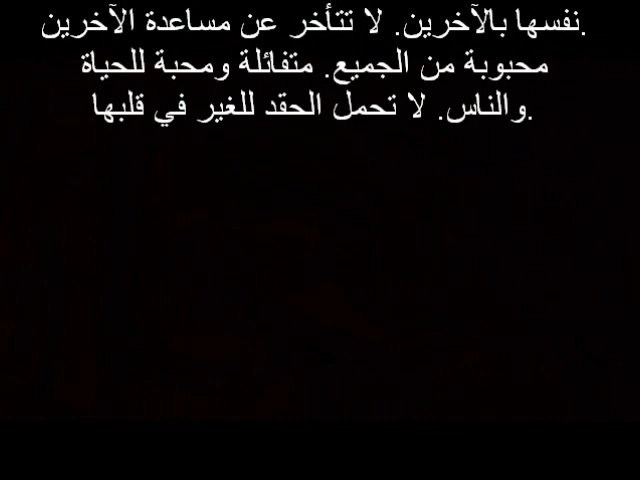 نفسها بالآخرين. لا تتأخر عن مساعدة الآخرين.
محبوبة من الجميع. متفائلة ومحبة للحياة
والناس. لا تحمل الحقد للغير في قلبها.